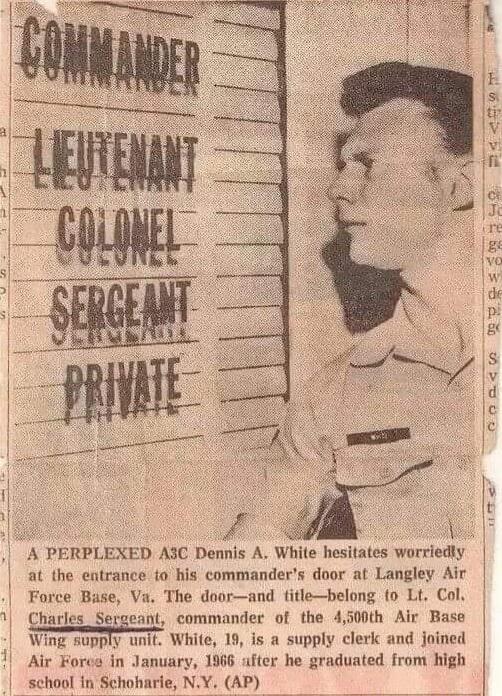 COMMANDER
LIEUTENANT
COLONEL
SERGEANT
PRIVATE
WHITE
A PERPLEXED A3C Dennis A. White hesitates worriedly
at the entrance to his commander's door at Langley Air
Force Base, Va. The door—and title—belong to Lt. Col.
Charles Sergeant, commander of the 4,500th Air Base
Wing supply unit. White, 19, is a supply clerk and joined
Air Force in January, 1966 after he graduated from high
school in Schoharie, N.Y. (AP)